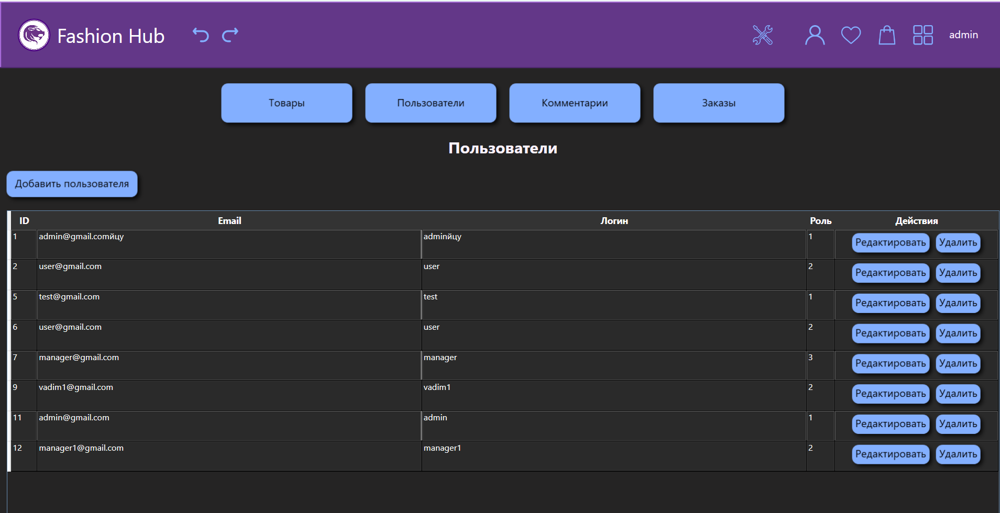 Fashion Hub admin
Товары Пользователи Комментарии Заказы
Пользователи
Добавить пользователя
ID Email Логин Роль Действия
1 admin@gmail.comйцу adminйцу 1 Редактировать Удалить
2 user@gmail.com user 2 Редактировать Удалить
5 test@gmail.com test 1 Редактировать Удалить
6 user@gmail.com user 2 Редактировать Удалить
7 manager@gmail.com manager 3 Редактировать Удалить
9 vadim1@gmail.com vadim1 2 Редактировать Удалить
11 admin@gmail.com admin 1 Редактировать Удалить
12 manager1@gmail.com manager1 2 Редактировать Удалить